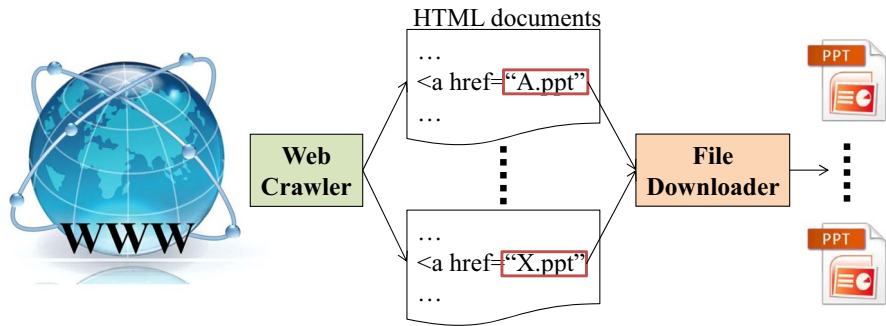 HTML documents
WWW
Web
Crawler
…
<a href=“A.ppt”
…
…
<a href=“X.ppt”
…
File
Downloader
PPT
PPT